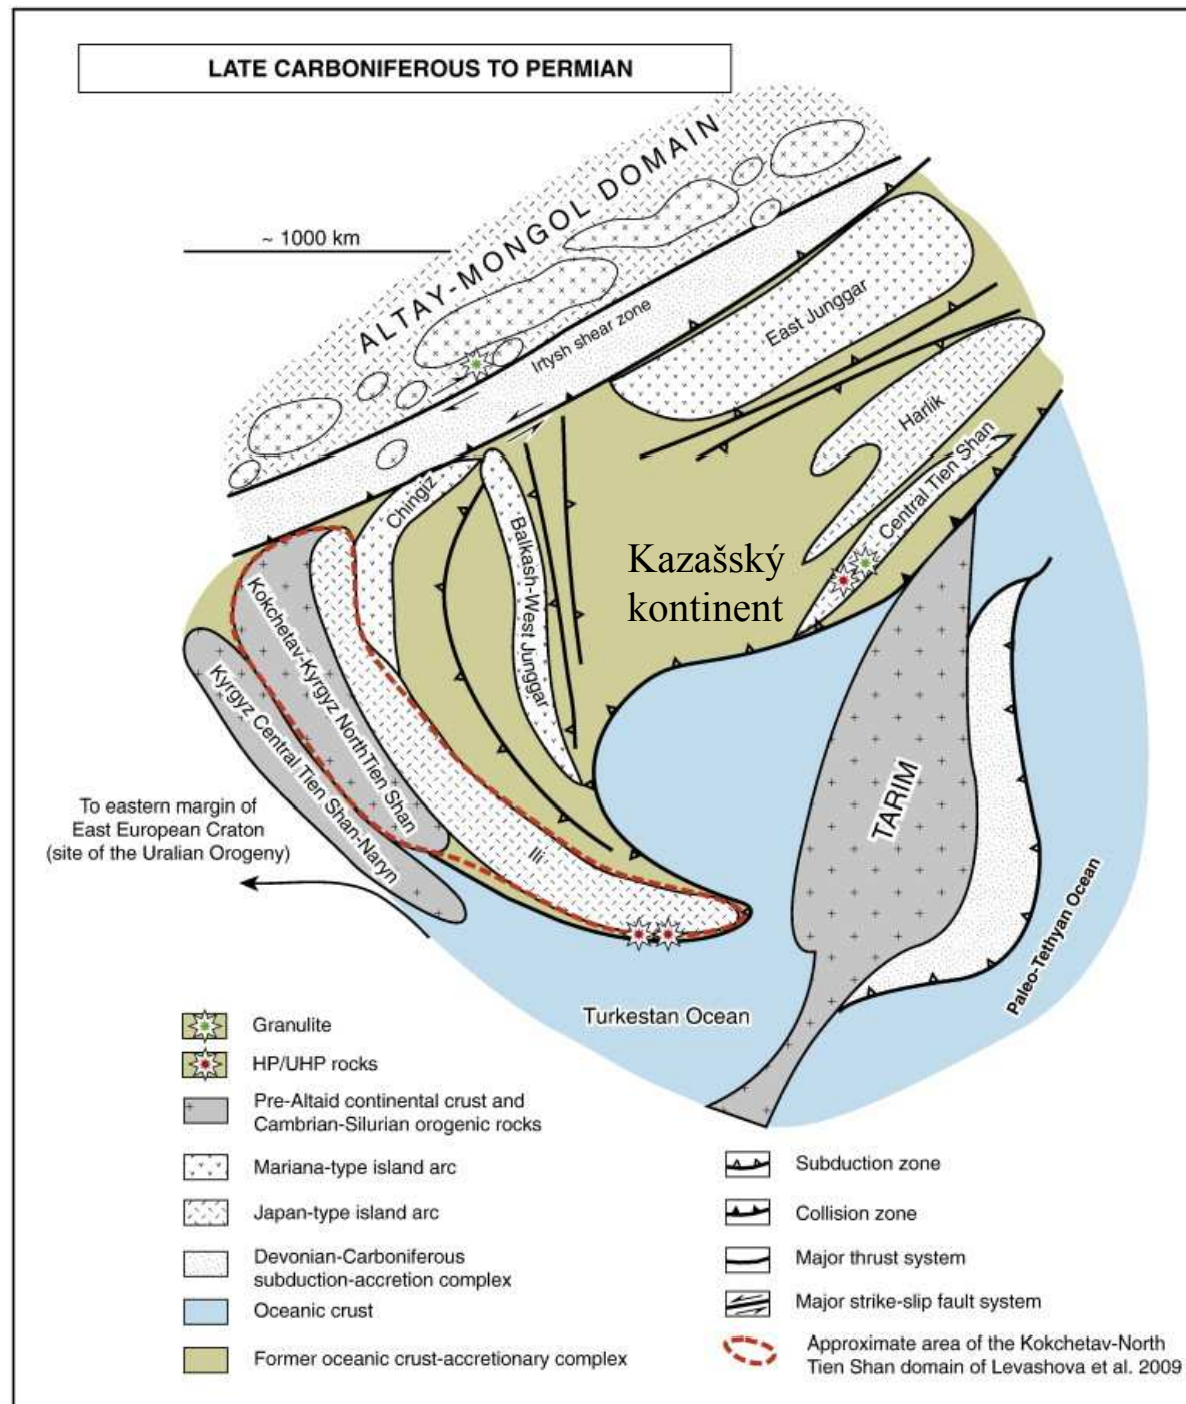 LATE CARBONIFEROUS TO PERMIAN
ALTAY-MONGOL DOMAIN
~ 1000 km
Irtysh shear zone
East Junggar
Harlik
Central Tien Shan
Chingiz
Balkash-West Junggar
Kazašský
kontinent
Kokchetav-Kyrgyz NorthTien Shan
Kyrgyz Central Tien Shan-Naryn
Ili
TARIM
To eastern margin of
East European Craton
(site of the Uralian Orogeny)
Paleo-Tethyan Ocean
Turkestan Ocean
Granulite
HP/UHP rocks
Pre-Altaid continental crust and
Cambrian-Silurian orogenic rocks
Mariana-type island arc
Japan-type island arc
Devonian-Carboniferous
subduction-accretion complex
Oceanic crust
Former oceanic crust-accretionary complex
Subduction zone
Collision zone
Major thrust system
Major strike-slip fault system
Approximate area of the Kokchetav-North
Tien Shan domain of Levashova et al. 2009